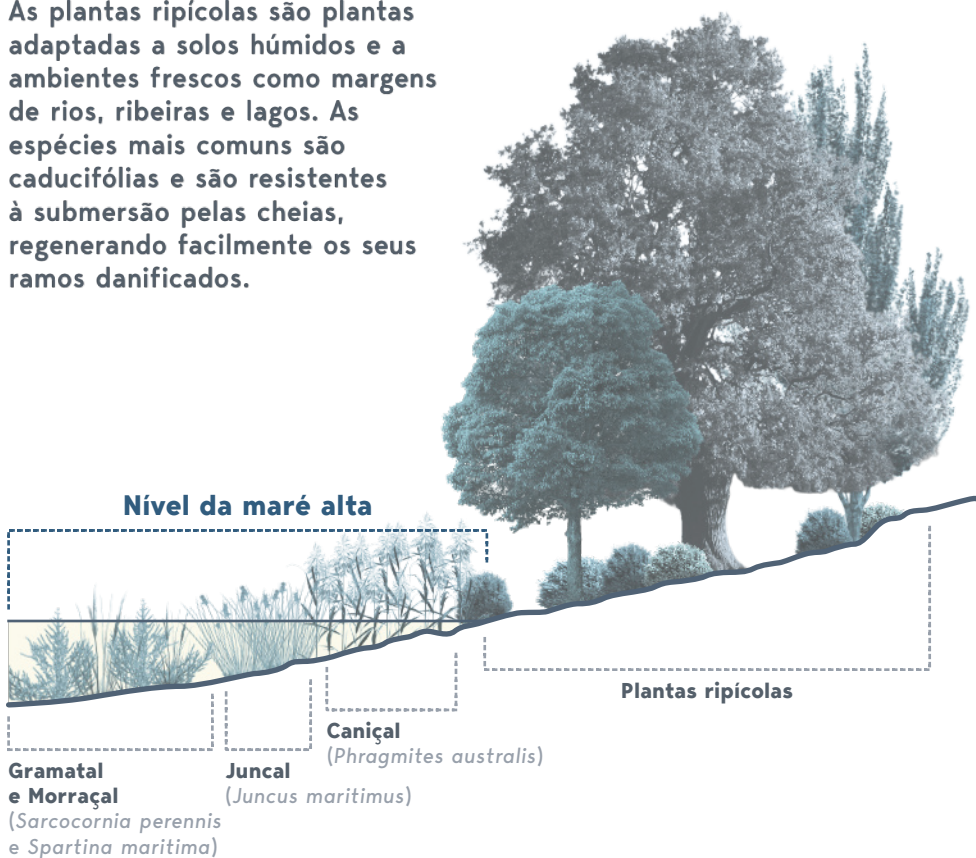 As plantas ripícolas são plantas
adaptadas a solos húmidos e a
ambientes frescos como margens
de rios, ribeiras e lagos. As
espécies mais comuns são
caducifólias e são resistentes
à submersão pelas cheias,
regenerando facilmente os seus
ramos danificados.
Nível da maré alta
Plantas ripícolas
Caniçal
(Phragmites australis)
Juncal
(Juncus maritimus)
Gramatal
e Morraçal
(Sarcocornia perennis
e Spartina maritima)